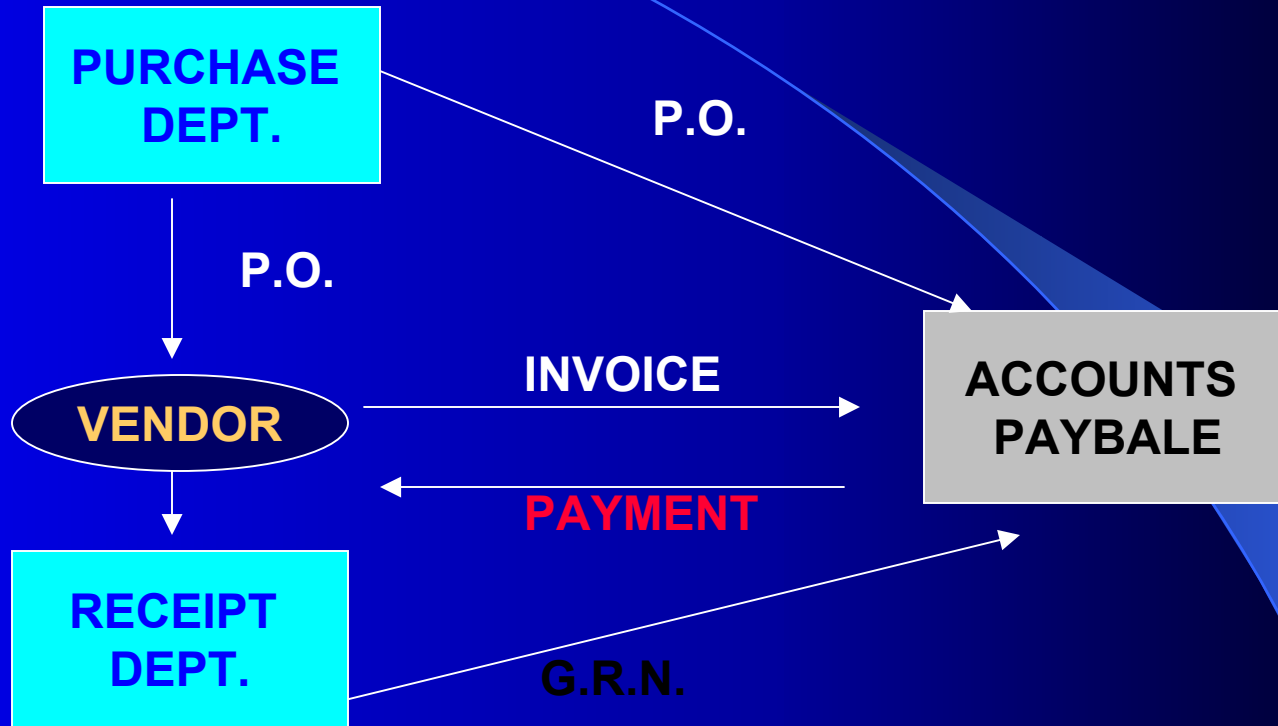 PURCHASE
DEPT.
P.O.
P.O.
INVOICE
VENDOR
ACCOUNTS
PAYBALE
PAYMENT
RECEIPT
DEPT.
G.R.N.